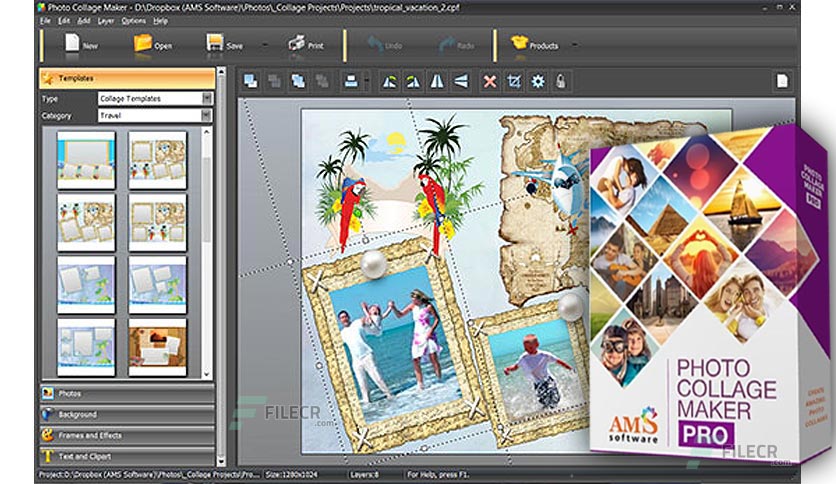 Photo Collage Maker - D:\Dropbox (AMS Software)\Photos\_Collage Projects\Projects\tropical_vacation_2.cpf
File Edit Add Layer Options Help
New Open Save Print Undo Redo Products
Templates
Type Collage Templates
Category Travel
Photos
Background
Frames and Effects
Text and Clipart
Project:D:\Dropbox (AMS Software)\Photos\_Collage Projects\Pro... Size:1280x1024 Layers:8 For Help, press F1.
FILECR
.com
PHOTO
COLLAGE
MAKER
PRO
PHOTO
COLLAGE
MAKER
PRO
AMS
software
CREATE
AMAZING
PHOTO
COLLAGES
FILECR
.com